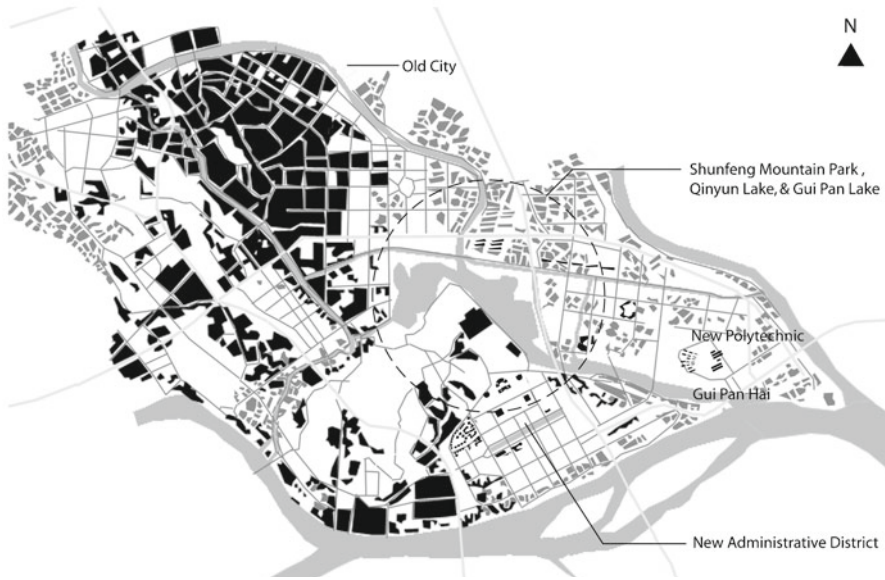 N
Old City
Shunfeng Mountain Park ,
Qinyun Lake, & Gui Pan Lake
New Polytechnic
Gui Pan Hai
New Administrative District